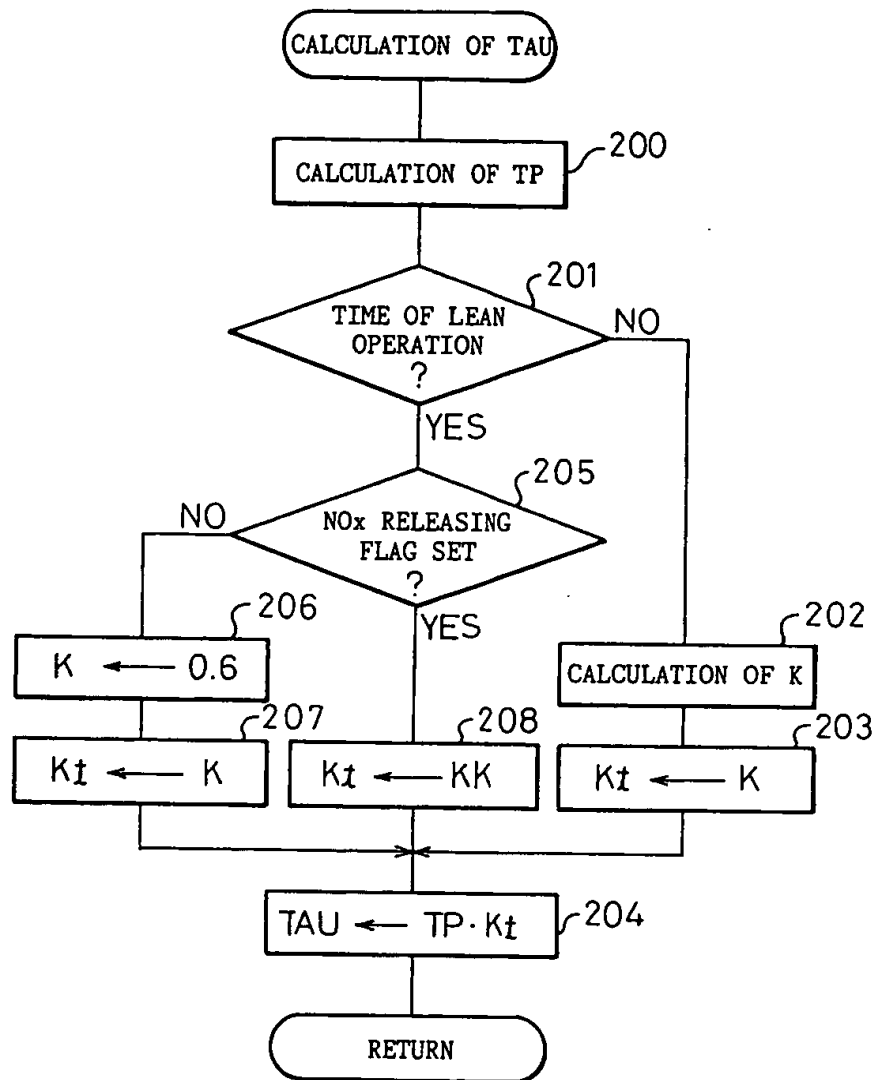 CALCULATION OF TAU
200
CALCULATION OF TP
201
TIME OF LEAN
OPERATION
?
NO
YES
205
NOx RELEASING
FLAG SET
?
NO
YES
206
K ← 0.6
202
CALCULATION OF K
207
Kt ← K
208
Kt ← KK
203
Kt ← K
204
TAU ← TP·Kt
RETURN